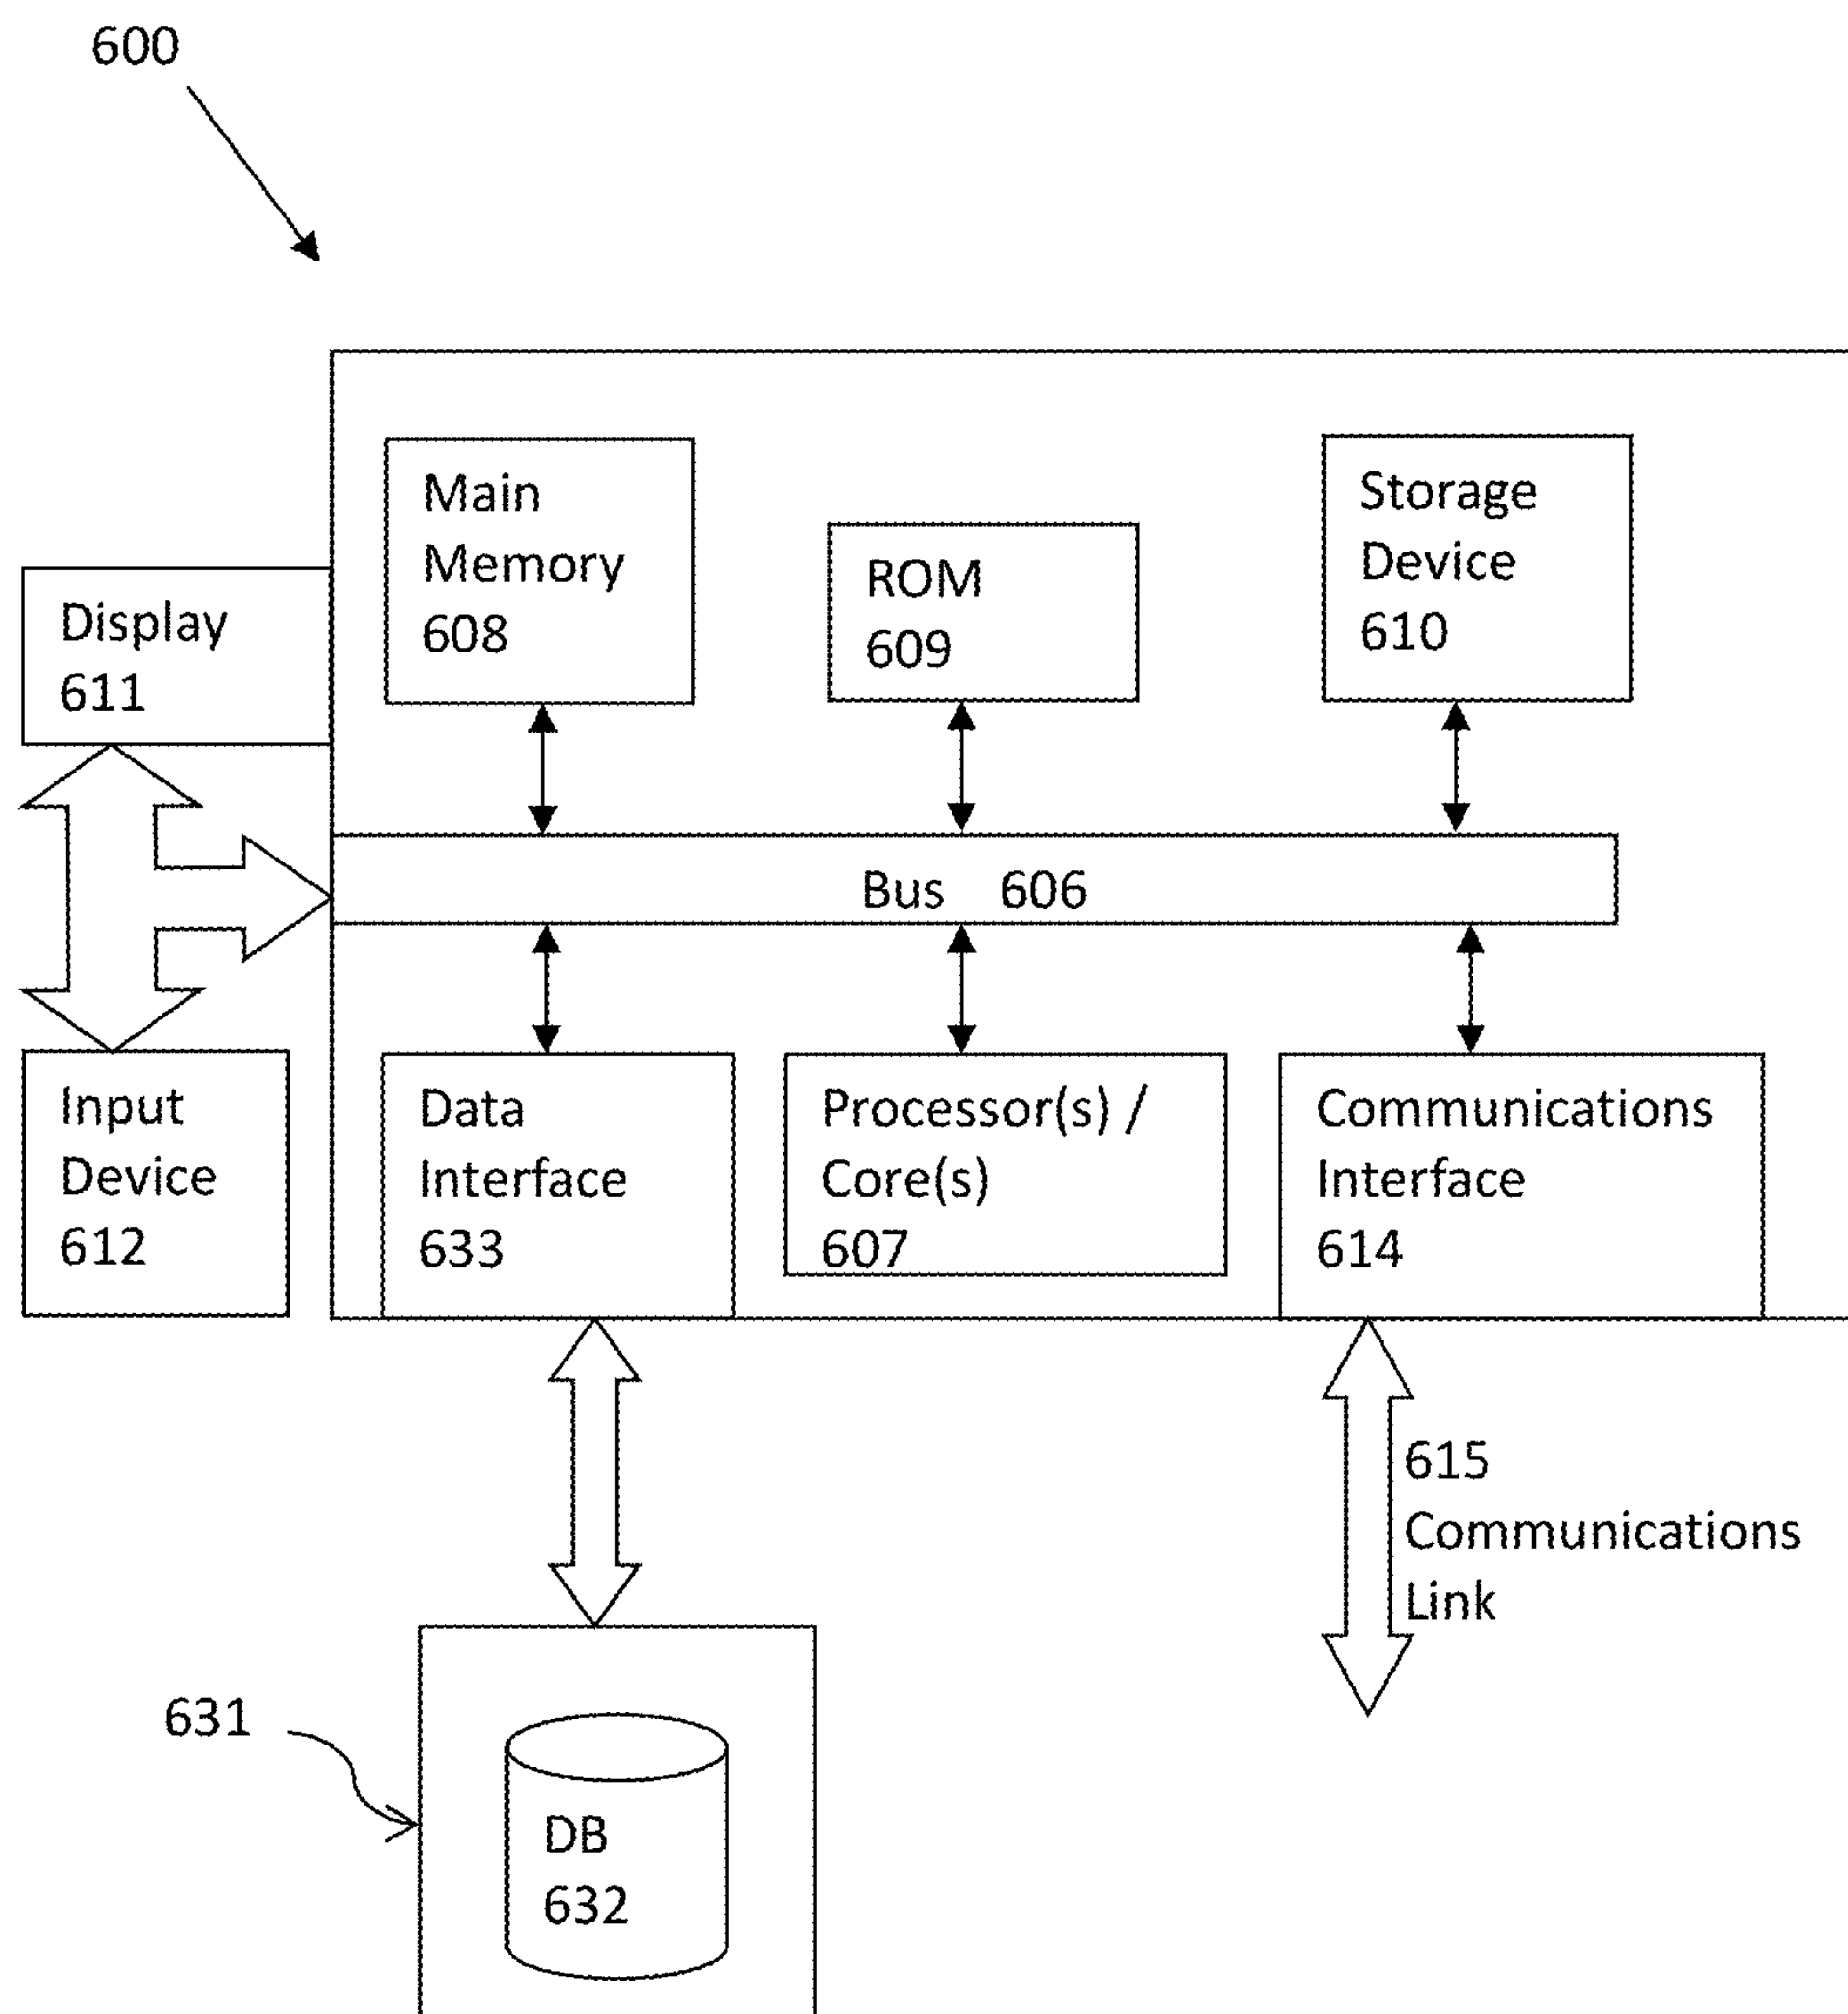 600
Main
Memory
608
ROM
609
Storage
Device
610
Display
611
Bus 606
Input
Device
612
Data
Interface
633
Processor(s) /
Core(s)
607
Communications
Interface
614
615
Communications
Link
631
DB
632